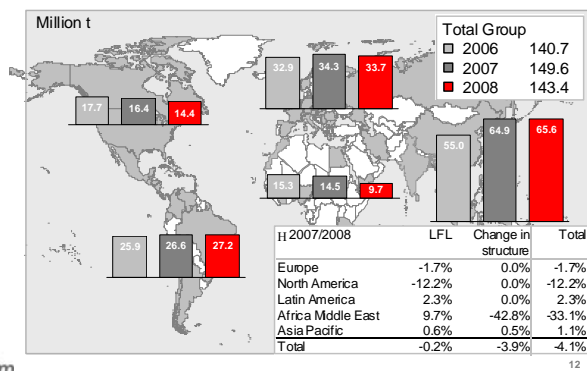 Million t
Total Group
2006 140.7
2007 149.6
2008 143.4
32.9 34.3 33.7
17.7 16.4 14.4
55.0 64.9 65.6
15.3 14.5 9.7
25.9 26.6 27.2
H 2007/2008 LFL Change in structure Total
Europe -1.7% 0.0% -1.7%
North America -12.2% 0.0% -12.2%
Latin America 2.3% 0.0% 2.3%
Africa Middle East 9.7% -42.8% -33.1%
Asia Pacific 0.6% 0.5% 1.1%
Total -0.2% -3.9% -4.1%
m
12